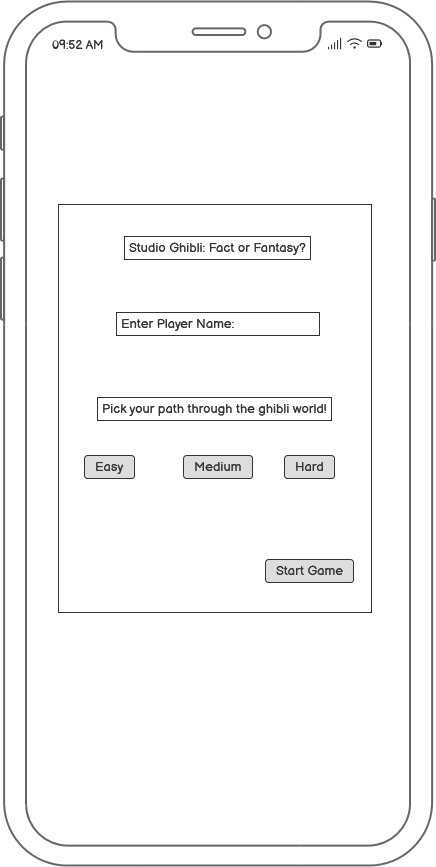 09:52 AM
Studio Ghibli: Fact or Fantasy?
Enter Player Name:
Pick your path through the ghibli world!
Easy Medium Hard
Start Game